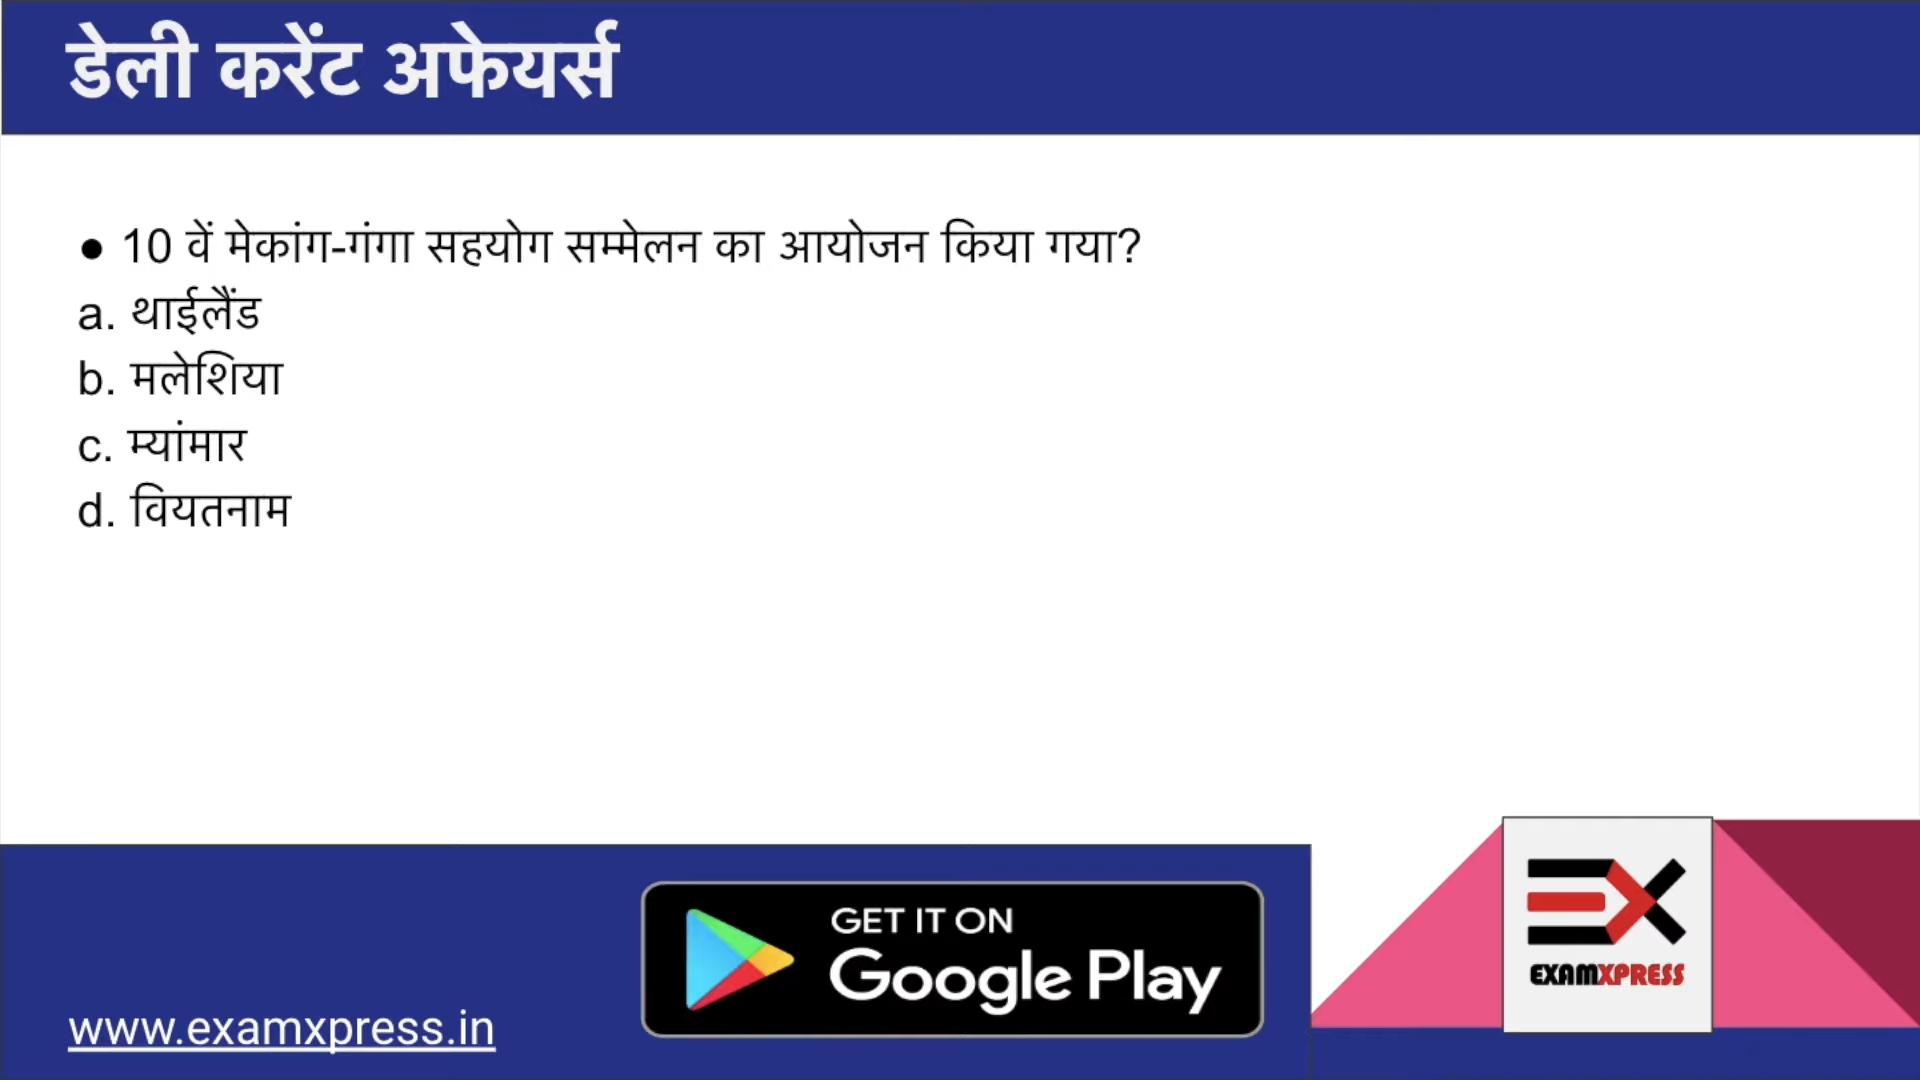 डेली करेंट अफेयर्स
● 10 वें मेकांग-गंगा सहयोग सम्मेलन का आयोजन किया गया?
a. थाईलैंड
b. मलेशिया
c. म्यांमार
d. वियतनाम
GET IT ON
Google Play
EXAMXPRESS
www.examxpress.in